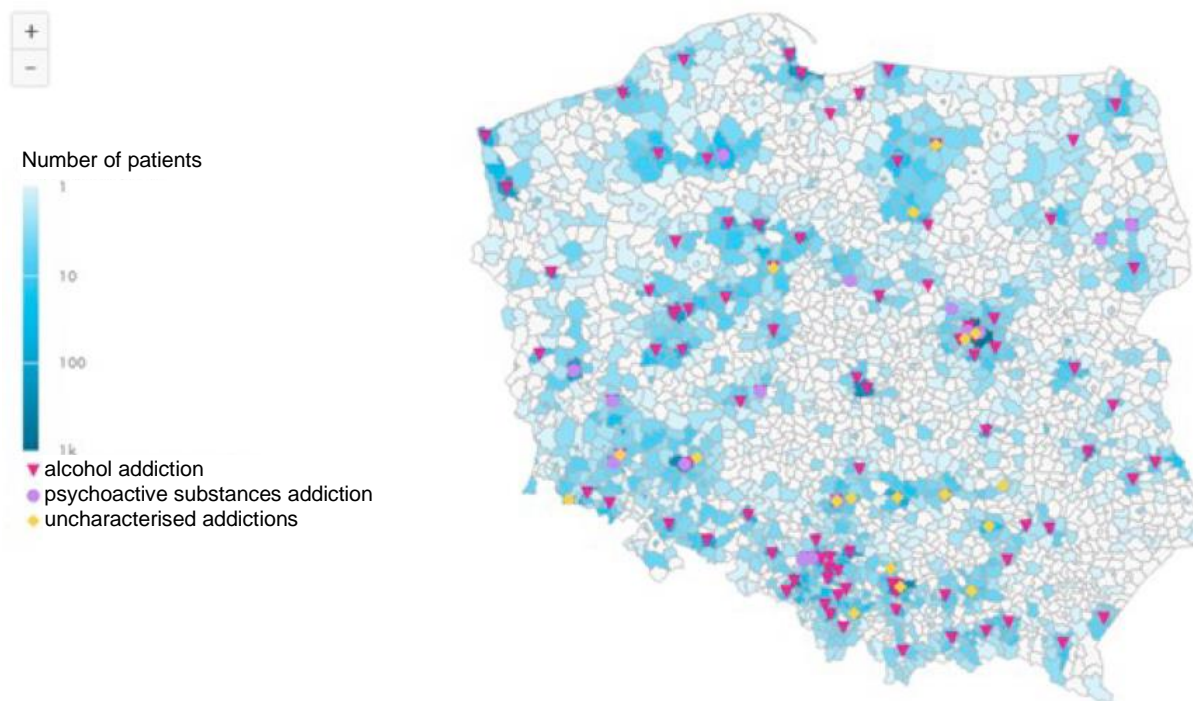 +
−
Number of patients
1
10
100
1k
alcohol addiction
psychoactive substances addiction
uncharacterised addictions